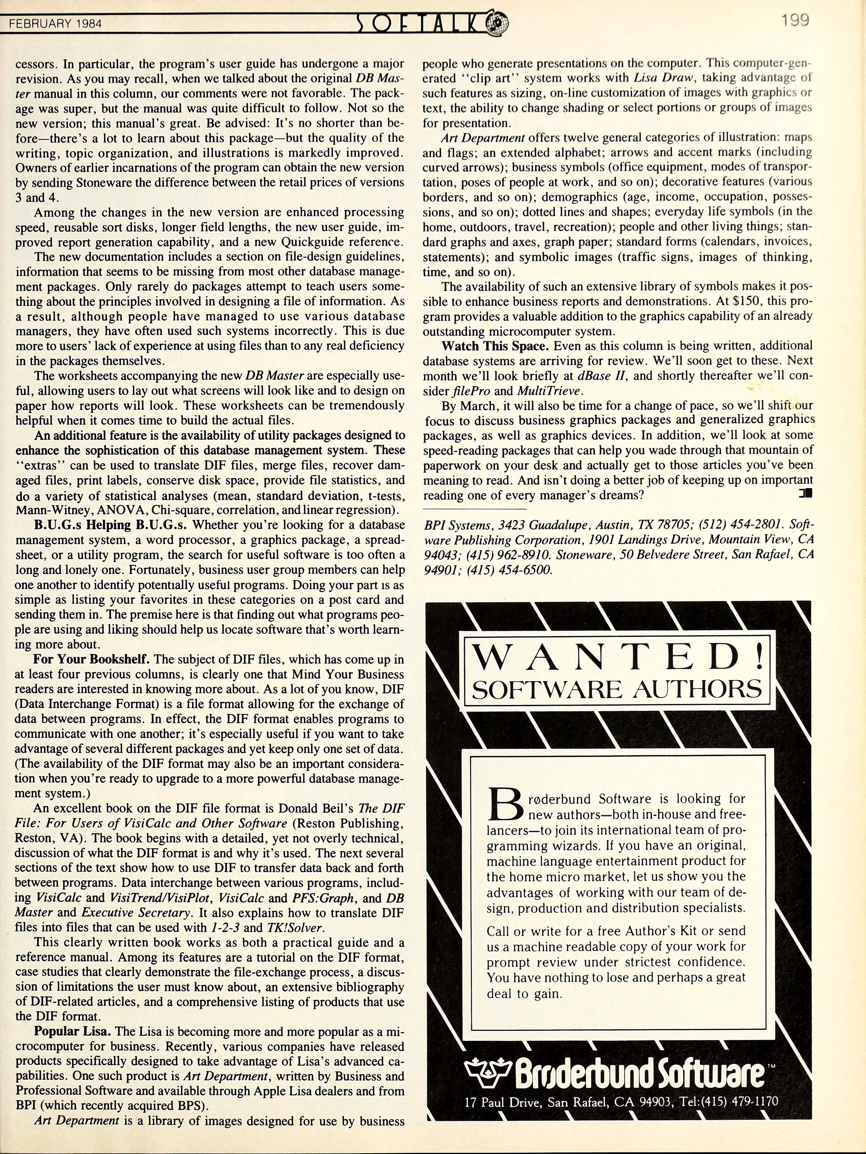 FEBRUARY 1984
SOFTALK
199
cessors. In particular, the program's user guide has undergone a major
revision. As you may recall, when we talked about the original DB Mas-
ter manual in this column, our comments were not favorable. The pack-
age was super, but the manual was quite difficult to follow. Not so the
new version; this manual's great. Be advised: It's no shorter than be-
fore—there's a lot to learn about this package—but the quality of the
writing, topic organization, and illustrations is markedly improved.
Owners of earlier incarnations of the program can obtain the new version
by sending Stoneware the difference between the retail prices of versions
3 and 4.
Among the changes in the new version are enhanced processing
speed, reusable sort disks, longer field lengths, the new user guide, im-
proved report generation capability, and a new Quickguide reference.
The new documentation includes a section on file-design guidelines,
information that seems to be missing from most other database manage-
ment packages. Only rarely do packages attempt to teach users some-
thing about the principles involved in designing a file of information. As
a result, although people have managed to use various database
managers, they have often used such systems incorrectly. This is due
more to users' lack of experience at using files than to any real deficiency
in the packages themselves.
The worksheets accompanying the new DB Master are especially use-
ful, allowing users to lay out what screens will look like and to design on
paper how reports will look. These worksheets can be tremendously
helpful when it comes time to build the actual files.
An additional feature is the availability of utility packages designed to
enhance the sophistication of this database management system. These
"extras" can be used to translate DIF files, merge files, recover dam-
aged files, print labels, conserve disk space, provide file statistics, and
do a variety of statistical analyses (mean, standard deviation, t-tests,
Mann-Witney, ANOVA, Chi-square, correlation, and linear regression).
B.U.G.s Helping B.U.G.s. Whether you're looking for a database
management system, a word processor, a graphics package, a spread-
sheet, or a utility program, the search for useful software is too often a
long and lonely one. Fortunately, business user group members can help
one another to identify potentially useful programs. Doing your part is as
simple as listing your favorites in these categories on a post card and
sending them in. The premise here is that finding out what programs peo-
ple are using and liking should help us locate software that's worth learn-
ing more about.
For Your Bookshelf. The subject of DIF files, which has come up in
at least four previous columns, is clearly one that Mind Your Business
readers are interested in knowing more about. As a lot of you know, DIF
(Data Interchange Format) is a file format allowing for the exchange of
data between programs. In effect, the DIF format enables programs to
communicate with one another; it's especially useful if you want to take
advantage of several different packages and yet keep only one set of data.
(The availability of the DIF format may also be an important considera-
tion when you're ready to upgrade to a more powerful database manage-
ment system.)
An excellent book on the DIF file format is Donald Beil's The DIF
File: For Users of VisiCalc and Other Software (Reston Publishing,
Reston, VA). The book begins with a detailed, yet not overly technical,
discussion of what the DIF format is and why it's used. The next several
sections of the text show how to use DIF to transfer data back and forth
between programs. Data interchange between various programs, includ-
ing VisiCalc and VisiTrend/VisiPlot, VisiCalc and PFS:Graph, and DB
Master and Executive Secretary. It also explains how to translate DIF
files into files that can be used with 1-2-3 and TK!Solver.
This clearly written book works as both a practical guide and a
reference manual. Among its features are a tutorial on the DIF format,
case studies that clearly demonstrate the file-exchange process, a discus-
sion of limitations the user must know about, an extensive bibliography
of DIF-related articles, and a comprehensive listing of products that use
the DIF format.
Popular Lisa. The Lisa is becoming more and more popular as a mi-
crocomputer for business. Recently, various companies have released
products specifically designed to take advantage of Lisa's advanced ca-
pabilities. One such product is Art Department, written by Business and
Professional Software and available through Apple Lisa dealers and from
BPI (which recently acquired BPS).
Art Department is a library of images designed for use by business
people who generate presentations on the computer. This computer-gen-
erated "clip art" system works with Lisa Draw, taking advantage of
such features as sizing, on-line customization of images with graphics or
text, the ability to change shading or select portions or groups of images
for presentation.
Art Department offers twelve general categories of illustration: maps
and flags; an extended alphabet; arrows and accent marks (including
curved arrows); business symbols (office equipment, modes of transpor-
tation, poses of people at work, and so on); decorative features (various
borders, and so on); demographics (age, income, occupation, posses-
sions, and so on); dotted lines and shapes; everyday life symbols (in the
home, outdoors, travel, recreation); people and other living things; stan-
dard graphs and axes, graph paper; standard forms (calendars, invoices,
statements); and symbolic images (traffic signs, images of thinking,
time, and so on).
The availability of such an extensive library of symbols makes it pos-
sible to enhance business reports and demonstrations. At $150, this pro-
gram provides a valuable addition to the graphics capability of an already
outstanding microcomputer system.
Watch This Space. Even as this column is being written, additional
database systems are arriving for review. We'll soon get to these. Next
month we'll look briefly at dBase II, and shortly thereafter we'll con-
sider filePro and MultiTrieve.
By March, it will also be time for a change of pace, so we'll shift our
focus to discuss business graphics packages and generalized graphics
packages, as well as graphics devices. In addition, we'll look at some
speed-reading packages that can help you wade through that mountain of
paperwork on your desk and actually get to those articles you've been
meaning to read. And isn't doing a better job of keeping up on important
reading one of every manager's dreams?
BPI Systems, 3423 Guadalupe, Austin, TX 78705; (512) 454-2801. Soft-
ware Publishing Corporation, 1901 Landings Drive, Mountain View, CA
94043; (415) 962-8910. Stoneware, 50 Belvedere Street, San Rafael, CA
94901; (415) 454-6500.
WANTED!
SOFTWARE AUTHORS
Brøderbund Software is looking for
new authors—both in-house and free-
lancers—to join its international team of pro-
gramming wizards. If you have an original,
machine language entertainment product for
the home micro market, let us show you the
advantages of working with our team of de-
sign, production and distribution specialists.
Call or write for a free Author's Kit or send
us a machine readable copy of your work for
prompt review under strictest confidence.
You have nothing to lose and perhaps a great
deal to gain.
Brøderbund Software™
17 Paul Drive, San Rafael, CA 94903, Tel:(415) 479-1170